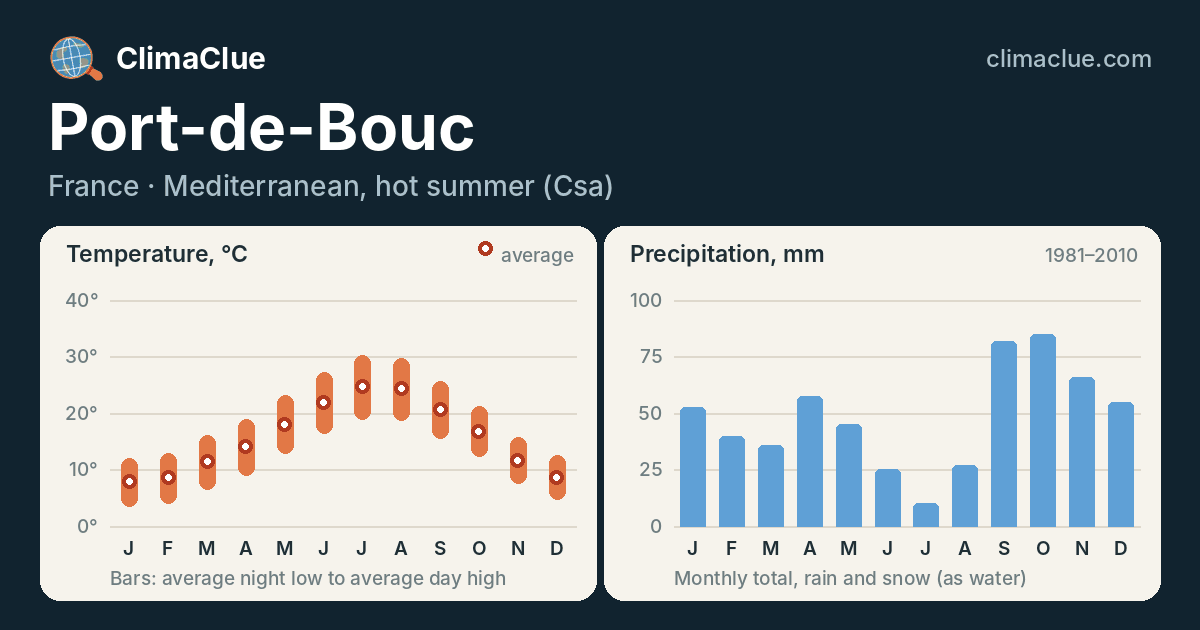 ClimaClue
climaclue.com
Port-de-Bouc
France · Mediterranean, hot summer (Csa)
Temperature, °C
average
40°
30°
20°
10°
0°
J F M A M J J A S O N D
Bars: average night low to average day high
Precipitation, mm
1981–2010
100
75
50
25
0
J F M A M J J A S O N D
Monthly total, rain and snow (as water)